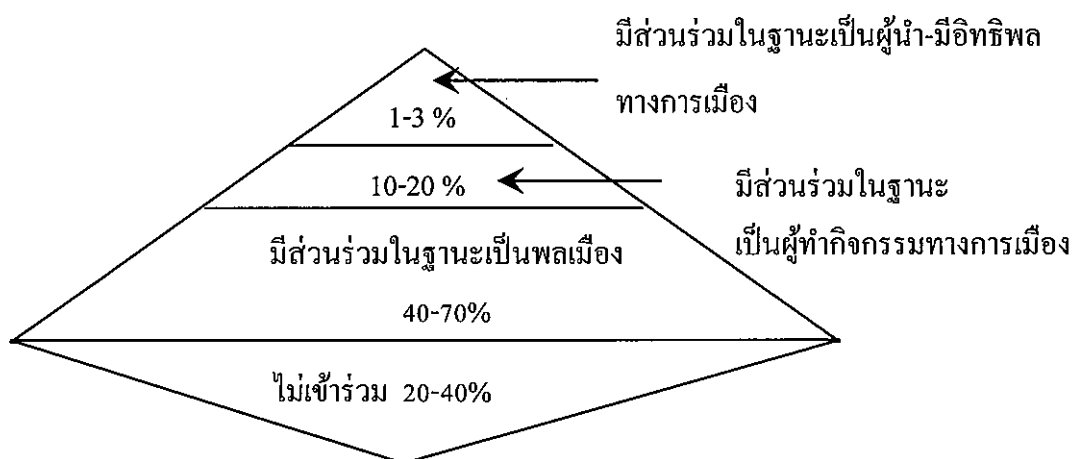 มีส่วนร่วมในฐานะเป็นผู้นำ-มีอิทธิพล
ทางการเมือง
1-3 %
10-20 %
มีส่วนร่วมในฐานะ
เป็นผู้ทำกิจกรรมทางการเมือง
มีส่วนร่วมในฐานะเป็นพลเมือง
40-70%
ไม่เข้าร่วม 20-40%